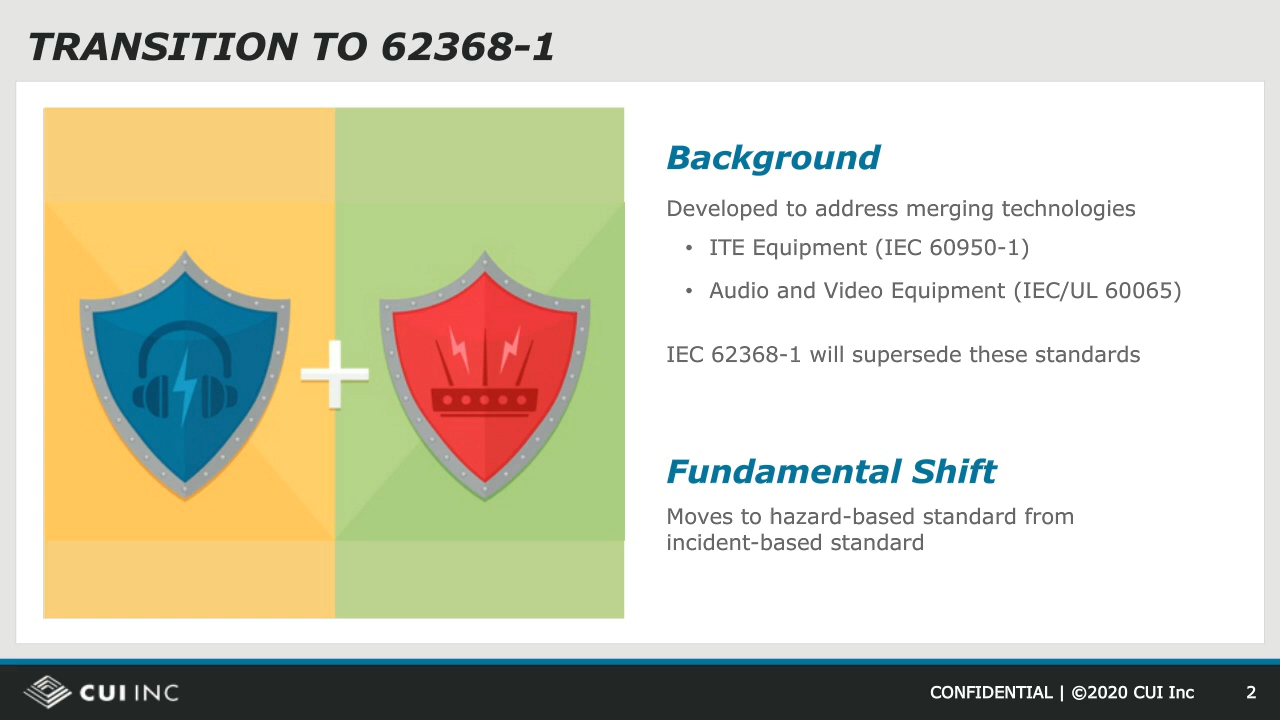 TRANSITION TO 62368-1
Background
Developed to address merging technologies
• ITE Equipment (IEC 60950-1)
• Audio and Video Equipment (IEC/UL 60065)
IEC 62368-1 will supersede these standards
Fundamental Shift
Moves to hazard-based standard from
incident-based standard
CUI INC
CONFIDENTIAL | ©2020 CUI Inc 2